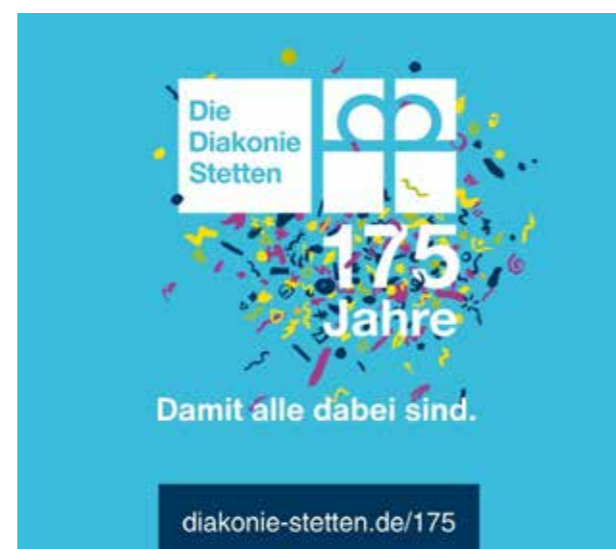 Die
Diakonie
Stetten
175
Jahre
Damit alle dabei sind.
diakonie-stetten.de/175